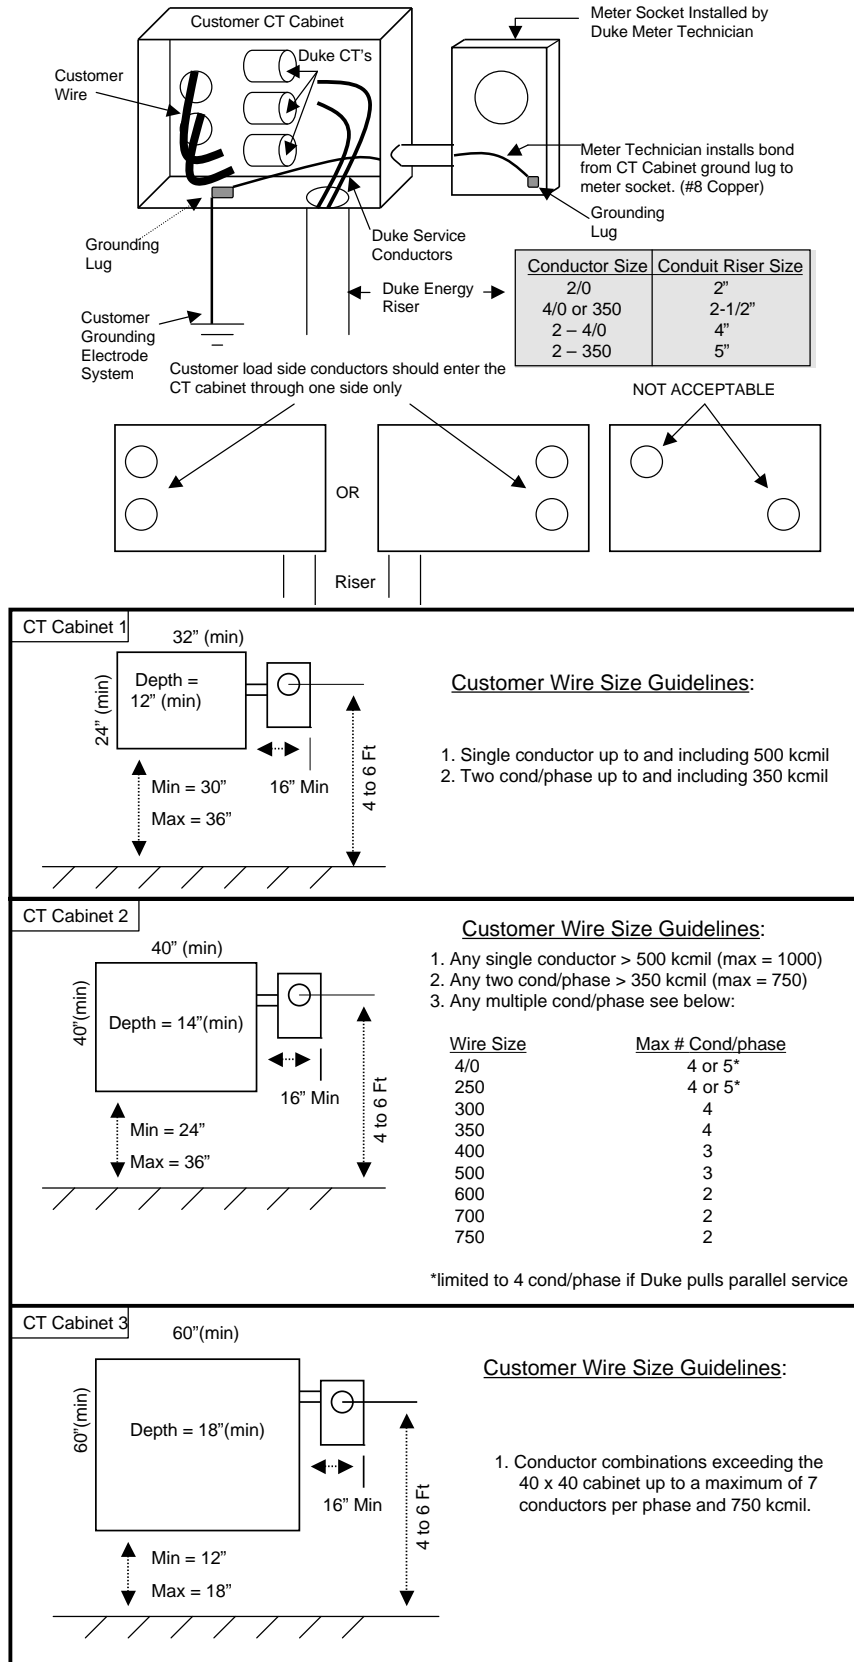 Customer CT Cabinet
Meter Socket Installed by
Duke Meter Technician
Duke CT's
Customer
Wire
Meter Technician installs bond
from CT Cabinet ground lug to
meter socket. (#8 Copper)
Grounding
Lug
Grounding
Lug
Duke Service
Conductors
Conductor Size Conduit Riser Size
2/0 2”
4/0 or 350 2-1/2”
2 – 4/0 4”
2 – 350 5”
Duke Energy
Riser
Customer
Grounding
Electrode
System
Customer load side conductors should enter the
CT cabinet through one side only
NOT ACCEPTABLE
OR
Riser
CT Cabinet 1
32” (min)
24” (min)
Depth =
12” (min)
Min = 30”
Max = 36”
16” Min
4 to 6 Ft
Customer Wire Size Guidelines:
1. Single conductor up to and including 500 kcmil
2. Two cond/phase up to and including 350 kcmil
CT Cabinet 2
40” (min)
40”(min)
Depth = 14”(min)
Min = 24”
Max = 36”
16” Min
4 to 6 Ft
Customer Wire Size Guidelines:
1. Any single conductor > 500 kcmil (max = 1000)
2. Any two cond/phase > 350 kcmil (max = 750)
3. Any multiple cond/phase see below:
Wire Size Max # Cond/phase
4/0 4 or 5*
250 4 or 5*
300 4
350 4
400 3
500 3
600 2
700 2
750 2
*limited to 4 cond/phase if Duke pulls parallel service
CT Cabinet 3
60”(min)
60”(min)
Depth = 18”(min)
Min = 12”
Max = 18”
16” Min
4 to 6 Ft
Customer Wire Size Guidelines:
1. Conductor combinations exceeding the
40 x 40 cabinet up to a maximum of 7
conductors per phase and 750 kcmil.